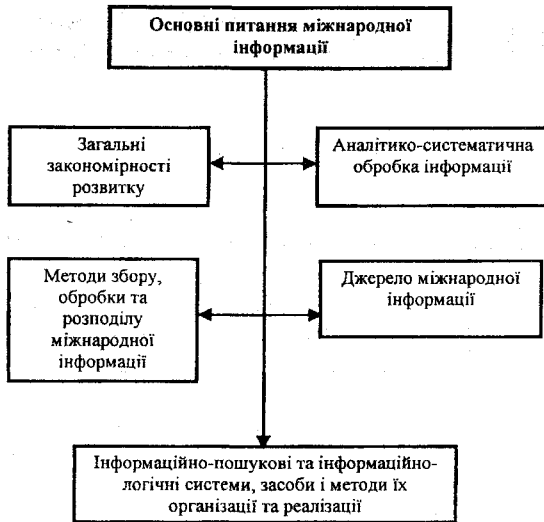 Основні питання міжнародної
інформації
Загальні
закономірності
розвитку
Аналітико-систематична
обробка інформації
Методи збору,
обробки та
розподілу
міжнародної
інформації
Джерело міжнародної
інформації
Інформаційно-пошукові та інформаційно-
логічні системи, засоби і методи їх
організації та реалізації